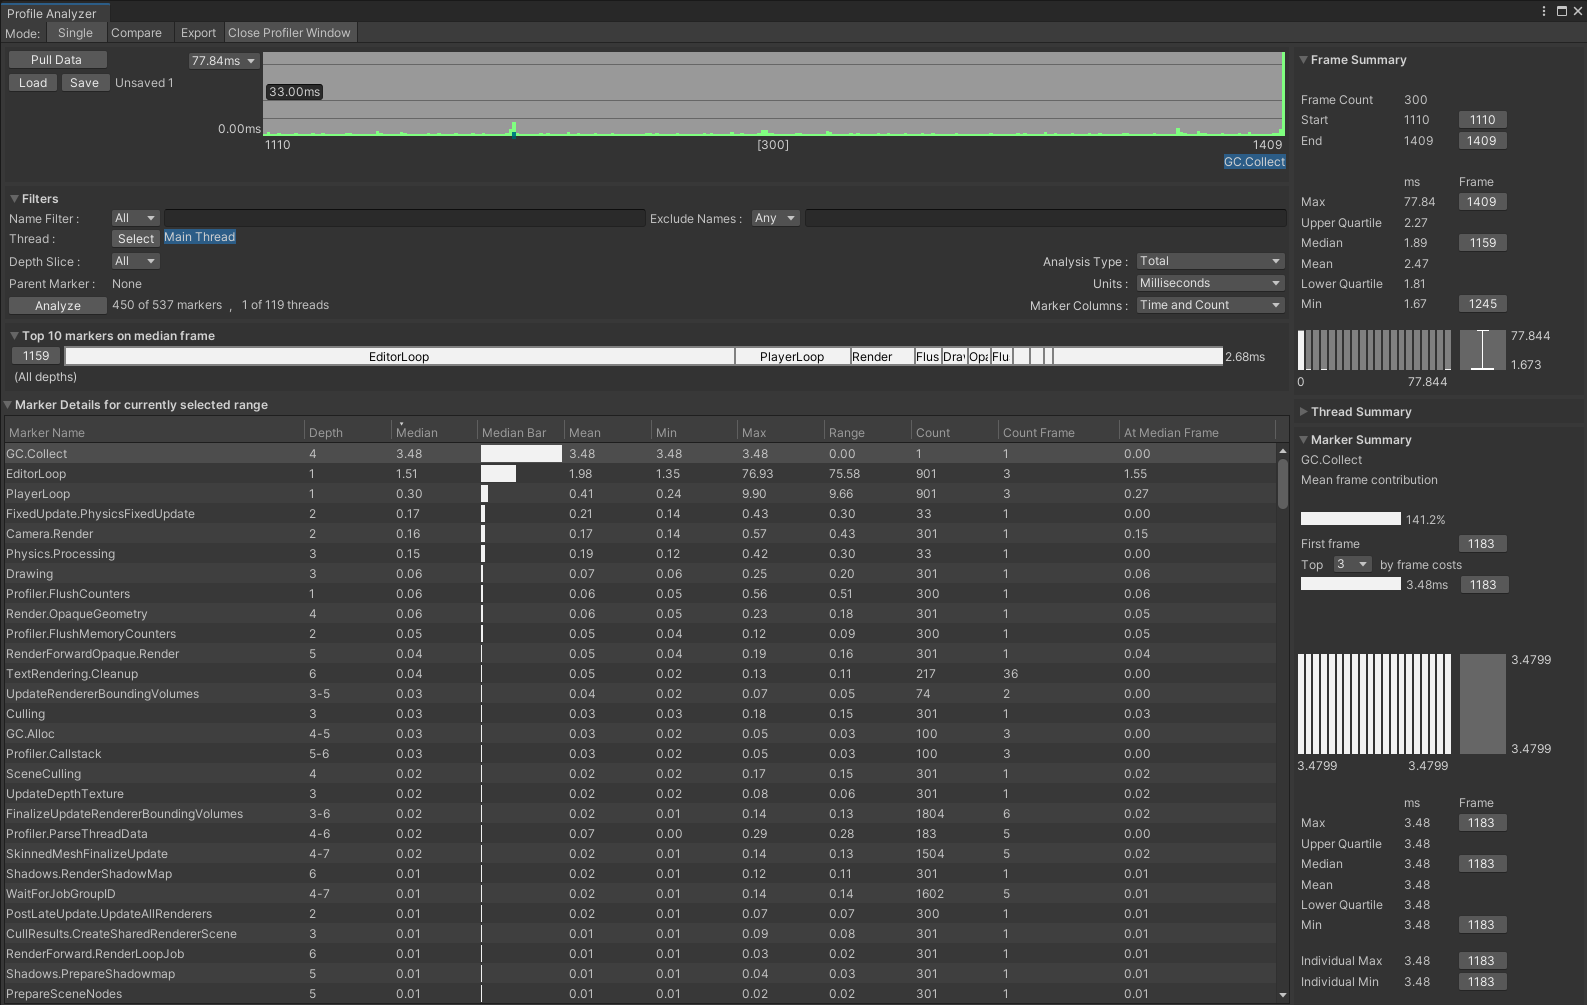 Profile Analyzer
Mode: Single Compare Export Close Profiler Window
Pull Data
Load Save Unsaved 1
77.84ms
33.00ms
0.00ms
1110 [300] 1409
GC.Collect
Filters
Name Filter : All Exclude Names : Any
Thread : Select Main Thread
Depth Slice : All Analysis Type : Total
Parent Marker : None Units : Milliseconds
Analyze 450 of 537 markers , 1 of 119 threads Marker Columns : Time and Count
Top 10 markers on median frame
1159 EditorLoop PlayerLoop Render Flus Drav Opa Flu 2.68ms
(All depths)
Marker Details for currently selected range
Marker Name Depth Median Median Bar Mean Min Max Range Count Count Frame At Median Frame
GC.Collect 4 3.48 3.48 3.48 3.48 0.00 1 1 0.00
EditorLoop 1 1.51 1.98 1.35 76.93 75.58 901 3 1.55
PlayerLoop 1 0.30 0.41 0.24 9.90 9.66 901 3 0.27
FixedUpdate.PhysicsFixedUpdate 2 0.17 0.21 0.14 0.43 0.30 33 1 0.00
Camera.Render 2 0.16 0.17 0.14 0.57 0.43 301 1 0.15
Physics.Processing 3 0.15 0.19 0.12 0.42 0.30 33 1 0.00
Drawing 3 0.06 0.07 0.06 0.25 0.20 301 1 0.06
Profiler.FlushCounters 1 0.06 0.06 0.05 0.56 0.51 300 1 0.06
Render.OpaqueGeometry 4 0.06 0.06 0.05 0.23 0.18 301 1 0.05
Profiler.FlushMemoryCounters 2 0.05 0.05 0.04 0.12 0.09 300 1 0.05
RenderForwardOpaque.Render 5 0.04 0.05 0.04 0.19 0.16 301 1 0.04
TextRendering.Cleanup 6 0.04 0.05 0.02 0.13 0.11 217 36 0.00
UpdateRendererBoundingVolumes 3-5 0.03 0.04 0.02 0.07 0.05 74 2 0.00
Culling 3 0.03 0.03 0.03 0.18 0.15 301 1 0.03
GC.Alloc 4-5 0.03 0.03 0.02 0.05 0.03 100 3 0.00
Profiler.Callstack 5-6 0.03 0.03 0.02 0.05 0.03 100 3 0.00
SceneCulling 4 0.02 0.02 0.02 0.17 0.15 301 1 0.02
UpdateDepthTexture 3 0.02 0.02 0.02 0.08 0.06 301 1 0.02
FinalizeUpdateRendererBoundingVolumes 3-6 0.02 0.02 0.01 0.14 0.13 1804 6 0.02
Profiler.ParseThreadData 4-6 0.02 0.07 0.00 0.29 0.28 183 5 0.00
SkinnedMeshFinalizeUpdate 4-7 0.02 0.02 0.01 0.14 0.13 1504 5 0.02
Shadows.RenderShadowMap 6 0.01 0.02 0.01 0.12 0.11 301 1 0.01
WaitForJobGroupID 4-7 0.01 0.02 0.01 0.14 0.14 1602 5 0.01
PostLateUpdate.UpdateAllRenderers 2 0.01 0.02 0.01 0.07 0.07 300 1 0.01
CullResults.CreateSharedRendererScene 3 0.01 0.01 0.01 0.09 0.08 301 1 0.01
RenderForward.RenderLoopJob 6 0.01 0.01 0.01 0.03 0.02 301 1 0.01
Shadows.PrepareShadowmap 5 0.01 0.01 0.01 0.04 0.03 301 1 0.01
PrepareSceneNodes 5 0.01 0.01 0.01 0.02 0.02 301 1 0.01
Frame Summary
Frame Count 300
Start 1110 1110
End 1409 1409
ms Frame
Max 77.84 1409
Upper Quartile 2.27
Median 1.89 1159
Mean 2.47
Lower Quartile 1.81
Min 1.67 1245
77.844
1.673
0 77.844
Thread Summary
Marker Summary
GC.Collect
Mean frame contribution
141.2%
First frame 1183
Top 3 by frame costs
3.48ms 1183
3.4799
3.4799
3.4799 3.4799
ms Frame
Max 3.48 1183
Upper Quartile 3.48
Median 3.48 1183
Mean 3.48
Lower Quartile 3.48
Min 3.48 1183
Individual Max 3.48 1183
Individual Min 3.48 1183